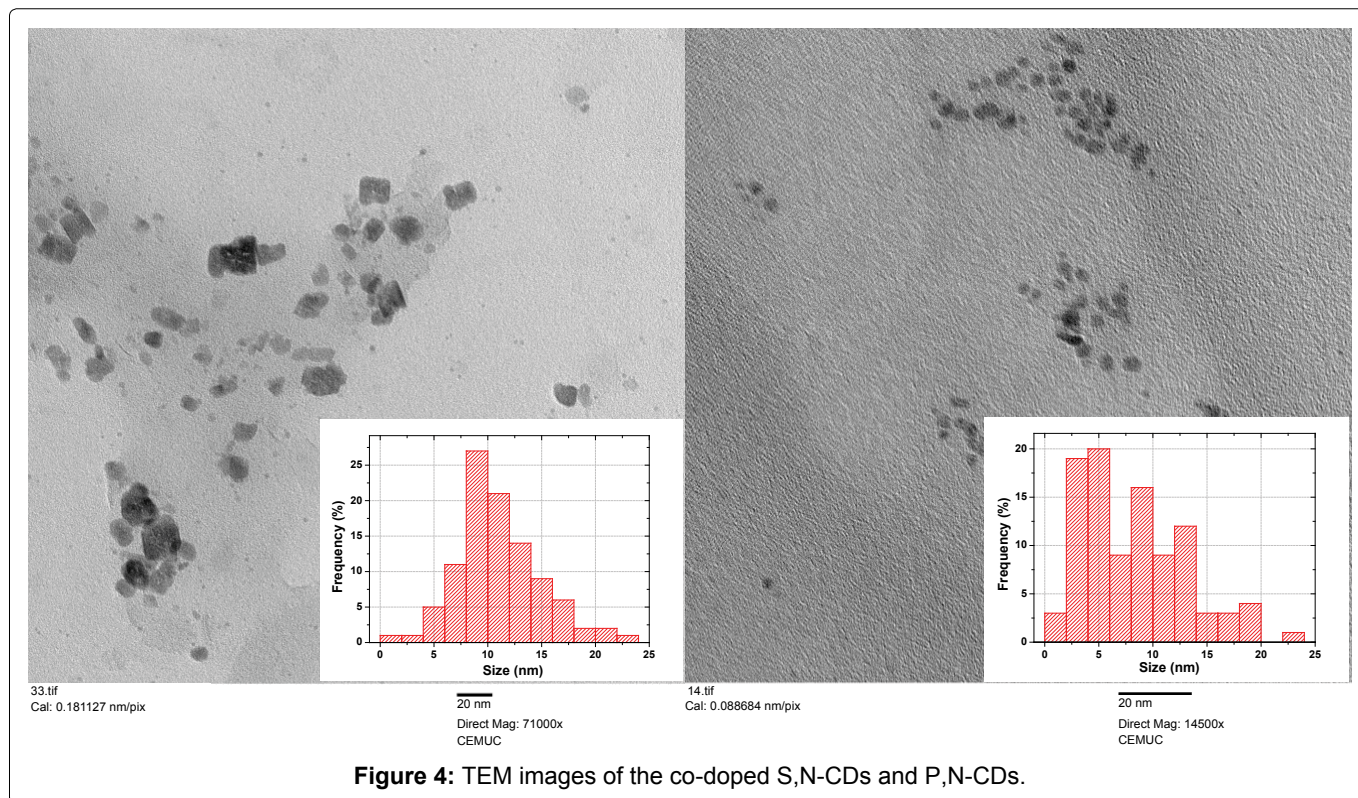 Frequency (%)
25
20
15
10
5
0
0 5 10 15 20 25
Size (nm)
Frequency (%)
20
15
10
5
0
0 5 10 15 20 25
Size (nm)
33.tif
Cal: 0.181127 nm/pix
20 nm
Direct Mag: 71000x
CEMUC
14.tif
Cal: 0.088684 nm/pix
20 nm
Direct Mag: 14500x
CEMUC
Figure 4: TEM images of the co-doped S,N-CDs and P,N-CDs.